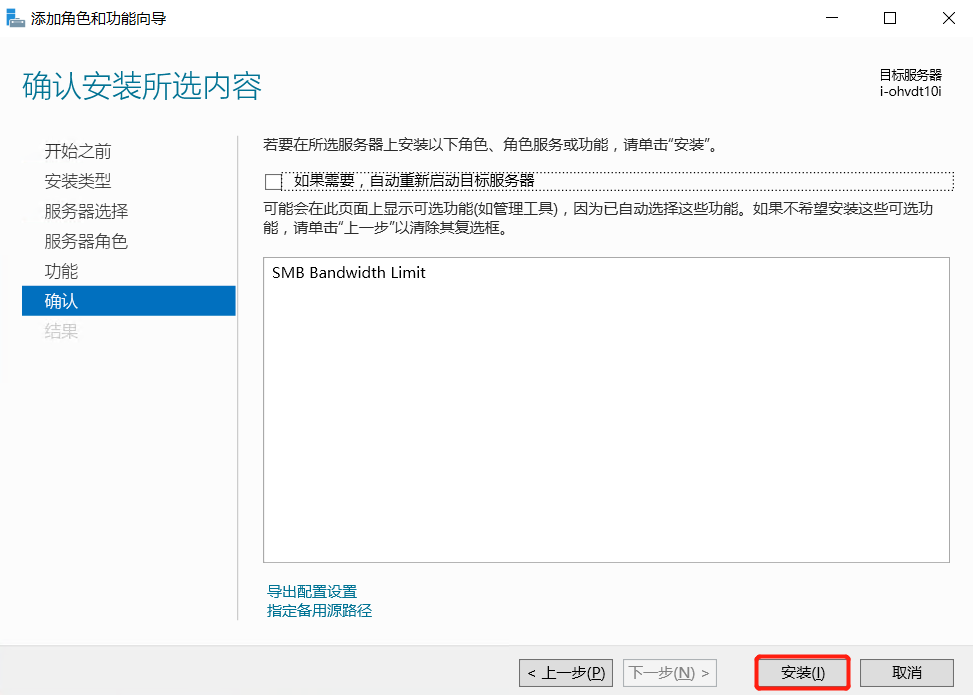 添加角色和功能向导
确认安装所选内容
目标服务器
i-ohvdt10i
开始之前
安装类型
服务器选择
服务器角色
功能
确认
结果
若要在所选服务器上安装以下角色、角色服务或功能，请单击“安装”。
如果需要，自动重新启动目标服务器
可能会在此页面上显示可选功能(如管理工具)，因为已自动选择这些功能。如果不希望安装这些可选功
能，请单击“上一步”以清除其复选框。
SMB Bandwidth Limit
导出配置设置
指定备用源路径
< 上一步(P)
下一步(N) >
安装(I)
取消